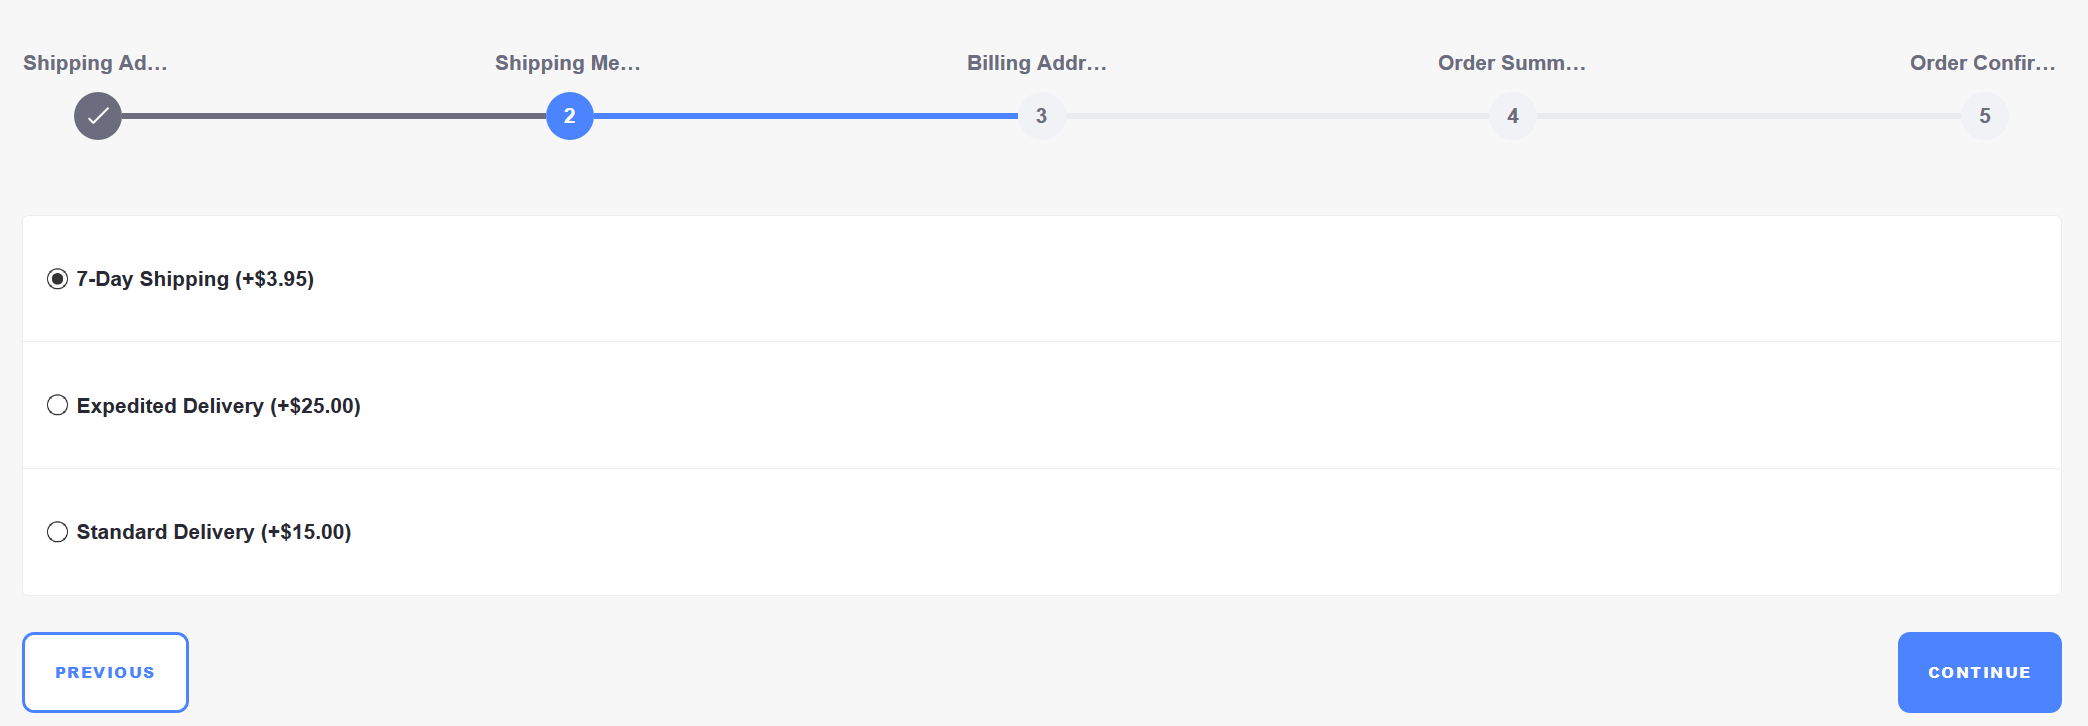 Shipping Ad...
Shipping Me...
Billing Addr...
Order Summ...
Order Confir...
2
3
4
5
7-Day Shipping (+$3.95)
Expedited Delivery (+$25.00)
Standard Delivery (+$15.00)
PREVIOUS
CONTINUE